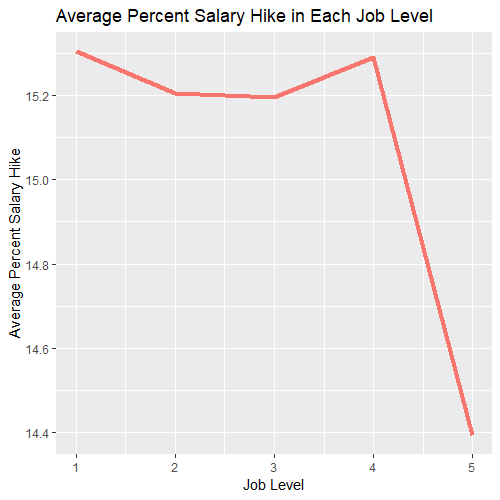 Average Percent Salary Hike in Each Job Level
Average Percent Salary Hike
15.2
15.0
14.8
14.6
14.4
1 2 3 4 5
Job Level